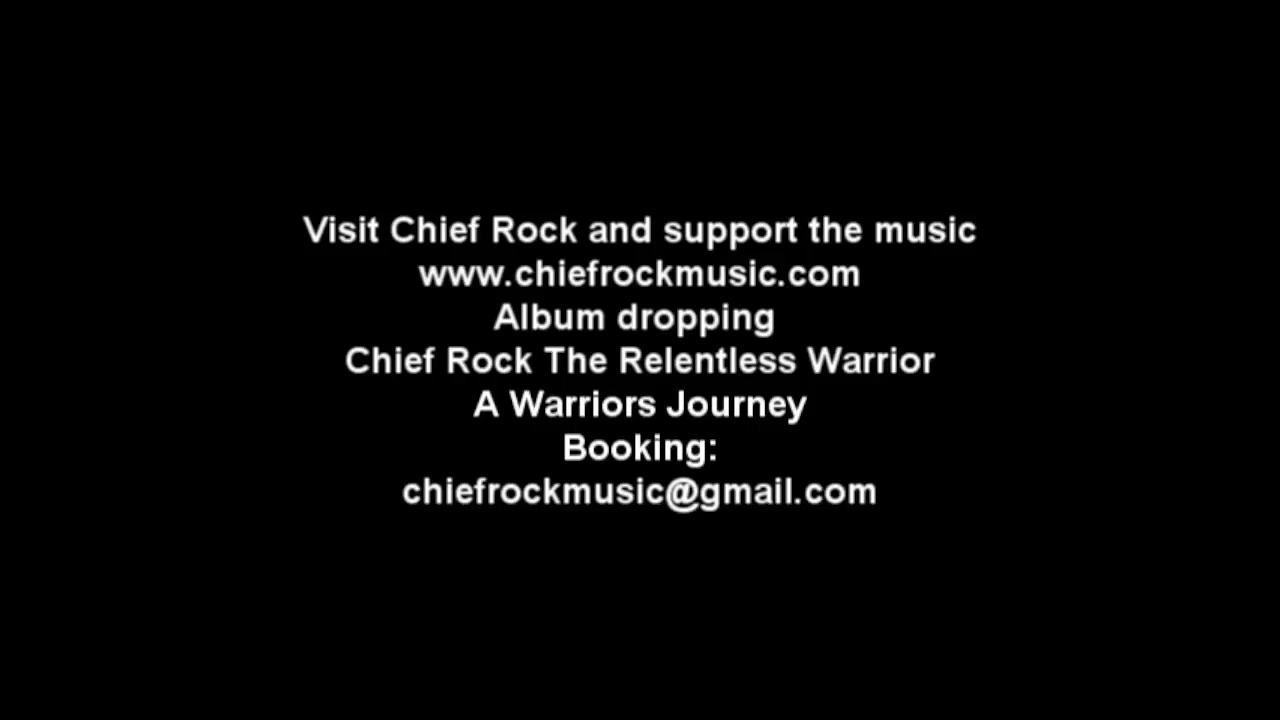 Visit Chief Rock and support the music
www.chiefrockmusic.com
Album dropping
Chief Rock The Relentless Warrior
A Warriors Journey
Booking:
chiefrockmusic@gmail.com